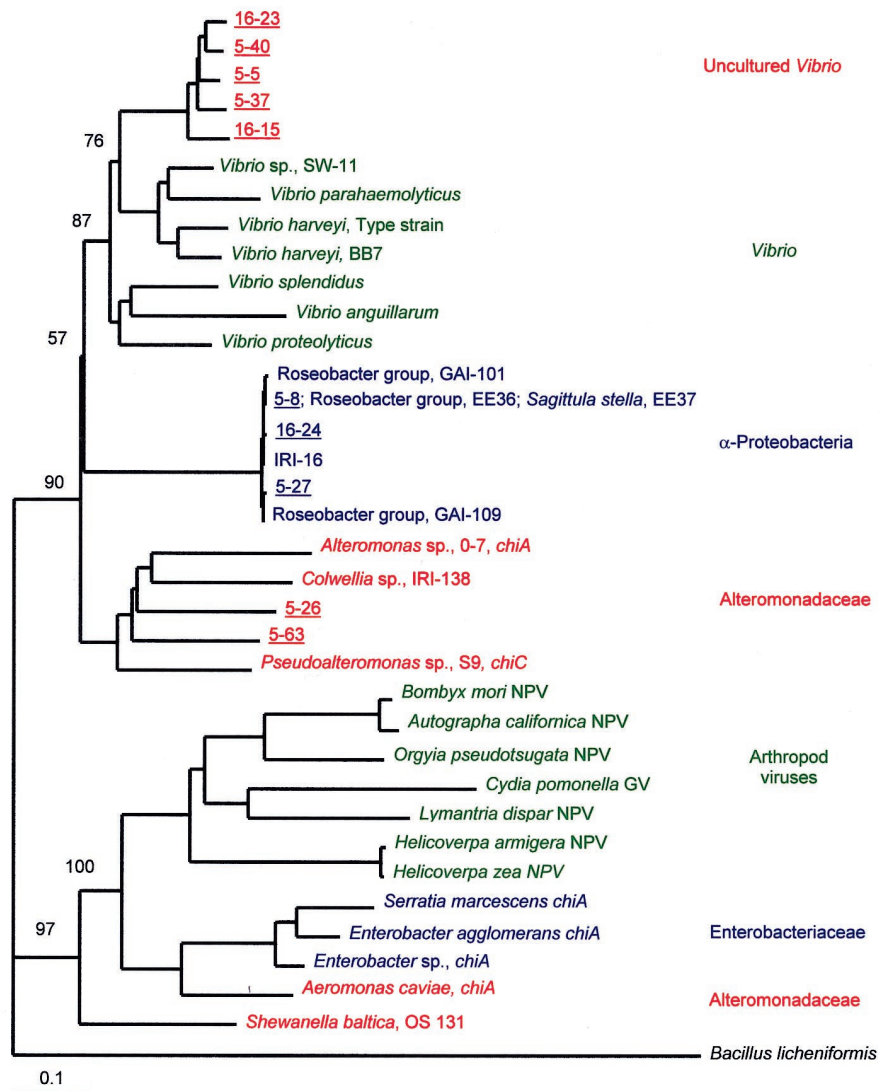 16-23
5-40
Uncultured Vibrio
5-5
5-37
16-15
76
Vibrio sp., SW-11
Vibrio parahaemolyticus
87
Vibrio harveyi, Type strain
Vibrio harveyi, BB7
Vibrio
Vibrio splendidus
Vibrio anguillarum
57
Vibrio proteolyticus
Roseobacter group, GAI-101
5-8; Roseobacter group, EE36; Sagittula stella, EE37
16-24
α-Proteobacteria
IRI-16
90
5-27
Roseobacter group, GAI-109
Alteromonas sp., 0-7, chiA
Colwellia sp., IRI-138
Alteromonadaceae
5-26
5-63
Pseudoalteromonas sp., S9, chiC
Bombyx mori NPV
Autographa californica NPV
Orgyia pseudotsugata NPV
Arthropod
viruses
Cydia pomonella GV
Lymantria dispar NPV
Helicoverpa armigera NPV
100
Helicoverpa zea NPV
Serratia marcescens chiA
97
Enterobacter agglomerans chiA
Enterobacteriaceae
Enterobacter sp., chiA
Aeromonas caviae, chiA
Alteromonadaceae
Shewanella baltica, OS 131
Bacillus licheniformis
0.1